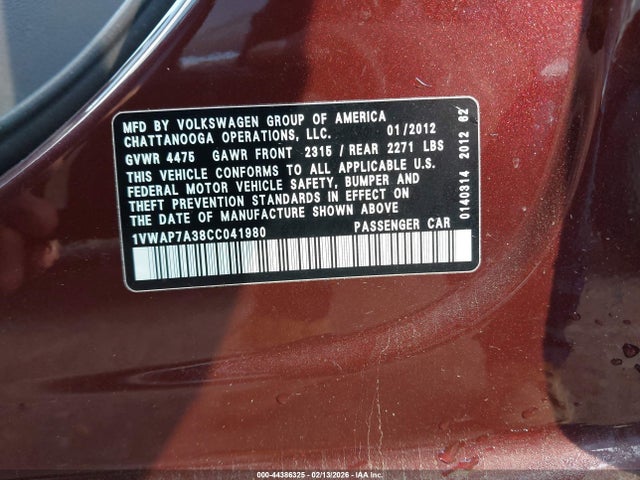 MFD BY VOLKSWAGEN GROUP OF AMERICA
CHATTANOOGA OPERATIONS, LLC. 01/2012
GVWR 4475 GAWR FRONT 2315 / REAR 2271 LBS
THIS VEHICLE CONFORMS TO ALL APPLICABLE U.S.
FEDERAL MOTOR VEHICLE SAFETY, BUMPER AND
THEFT PREVENTION STANDARDS IN EFFECT ON
THE DATE OF MANUFACTURE SHOWN ABOVE
1VWAP7A38CC041980 PASSENGER CAR
0140314 2012 62
000-44386325 - 02/13/2026 - IAA Inc.